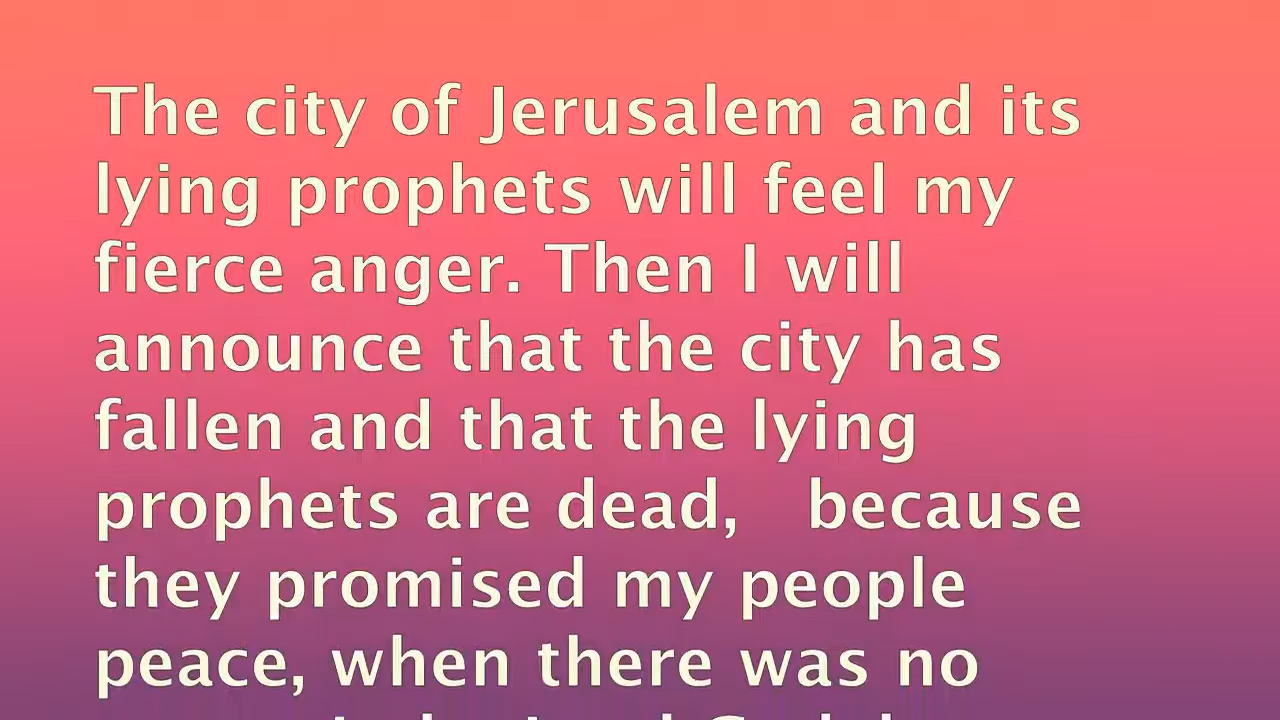 The city of Jerusalem and its
lying prophets will feel my
fierce anger. Then I will
announce that the city has
fallen and that the lying
prophets are dead,   because
they promised my people
peace, when there was no